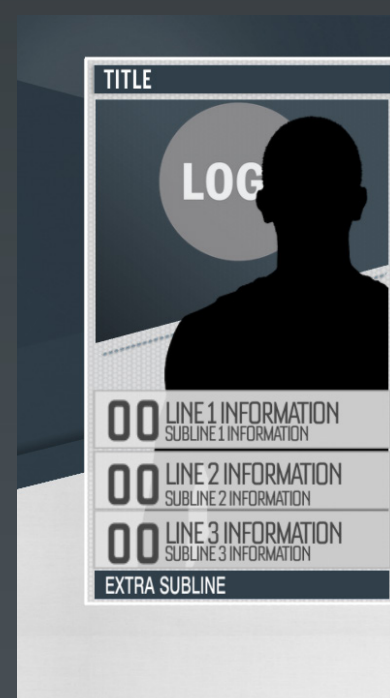 TITLE
LOG
00 LINE 1 INFORMATION
SUBLINE 1 INFORMATION
00 LINE 2 INFORMATION
SUBLINE 2 INFORMATION
00 LINE 3 INFORMATION
SUBLINE 3 INFORMATION
EXTRA SUBLINE